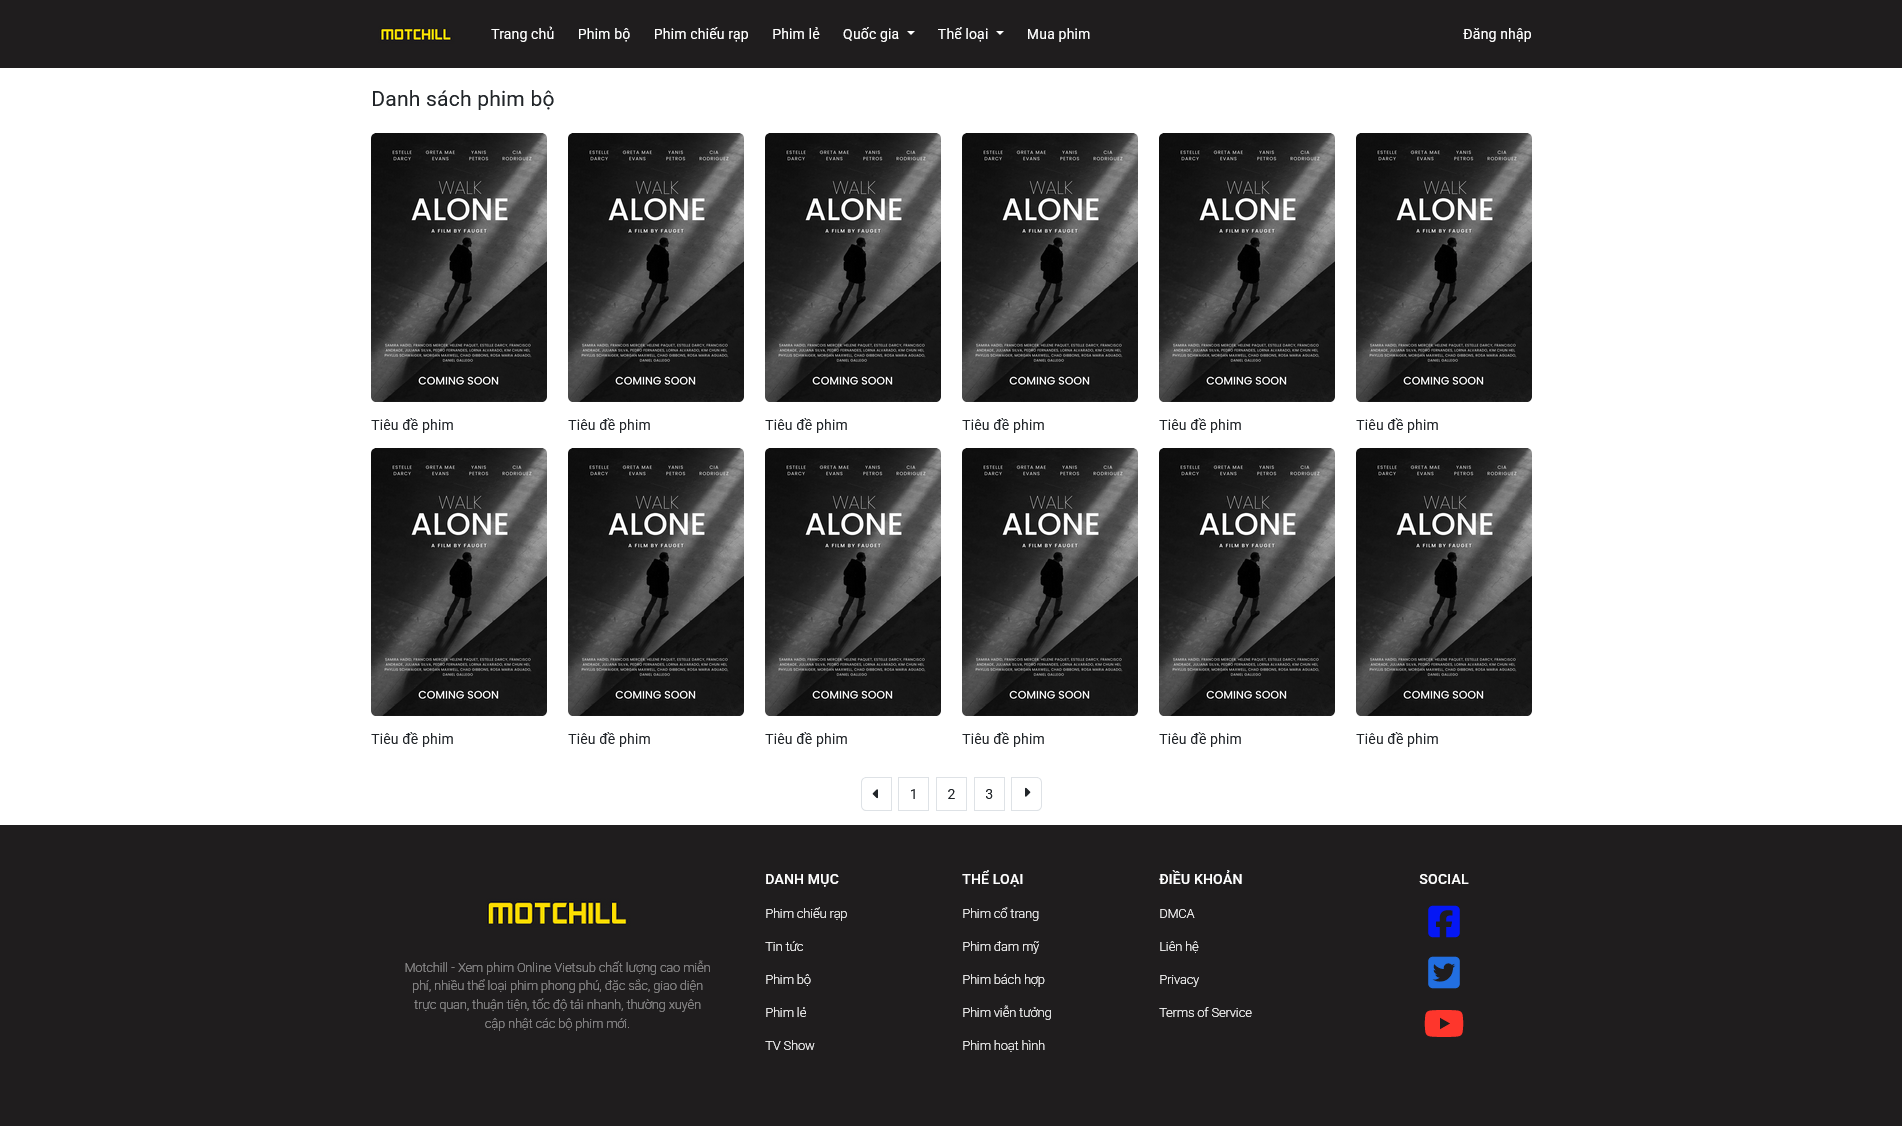 MOTCHILL Trang chủ Phim bộ Phim chiếu rạp Phim lẻ Quốc gia Thể loại Mua phim Đăng nhập
Danh sách phim bộ
ESTELLE DARCY GRETA MAE EVANS YANIS PETROS CIA RODRIGUEZ
WALK
ALONE
A FILM BY FAUGET
COMING SOON
Tiêu đề phim
ESTELLE DARCY GRETA MAE EVANS YANIS PETROS CIA RODRIGUEZ
WALK
ALONE
A FILM BY FAUGET
COMING SOON
Tiêu đề phim
ESTELLE DARCY GRETA MAE EVANS YANIS PETROS CIA RODRIGUEZ
WALK
ALONE
A FILM BY FAUGET
COMING SOON
Tiêu đề phim
ESTELLE DARCY GRETA MAE EVANS YANIS PETROS CIA RODRIGUEZ
WALK
ALONE
A FILM BY FAUGET
COMING SOON
Tiêu đề phim
ESTELLE DARCY GRETA MAE EVANS YANIS PETROS CIA RODRIGUEZ
WALK
ALONE
A FILM BY FAUGET
COMING SOON
Tiêu đề phim
ESTELLE DARCY GRETA MAE EVANS YANIS PETROS CIA RODRIGUEZ
WALK
ALONE
A FILM BY FAUGET
COMING SOON
Tiêu đề phim
ESTELLE DARCY GRETA MAE EVANS YANIS PETROS CIA RODRIGUEZ
WALK
ALONE
A FILM BY FAUGET
COMING SOON
Tiêu đề phim
ESTELLE DARCY GRETA MAE EVANS YANIS PETROS CIA RODRIGUEZ
WALK
ALONE
A FILM BY FAUGET
COMING SOON
Tiêu đề phim
ESTELLE DARCY GRETA MAE EVANS YANIS PETROS CIA RODRIGUEZ
WALK
ALONE
A FILM BY FAUGET
COMING SOON
Tiêu đề phim
ESTELLE DARCY GRETA MAE EVANS YANIS PETROS CIA RODRIGUEZ
WALK
ALONE
A FILM BY FAUGET
COMING SOON
Tiêu đề phim
ESTELLE DARCY GRETA MAE EVANS YANIS PETROS CIA RODRIGUEZ
WALK
ALONE
A FILM BY FAUGET
COMING SOON
Tiêu đề phim
ESTELLE DARCY GRETA MAE EVANS YANIS PETROS CIA RODRIGUEZ
WALK
ALONE
A FILM BY FAUGET
COMING SOON
Tiêu đề phim
1 2 3
MOTCHILL
Motchill - Xem phim Online Vietsub chất lượng cao miễn
phí, nhiều thể loại phim phong phú, đặc sắc, giao diện
trực quan, thuận tiện, tốc độ tải nhanh, thường xuyên
cập nhật các bộ phim mới.
DANH MỤC
Phim chiếu rạp
Tin tức
Phim bộ
Phim lẻ
TV Show
THỂ LOẠI
Phim cổ trang
Phim đam mỹ
Phim bách hợp
Phim viễn tưởng
Phim hoạt hình
ĐIỀU KHOẢN
DMCA
Liên hệ
Privacy
Terms of Service
SOCIAL